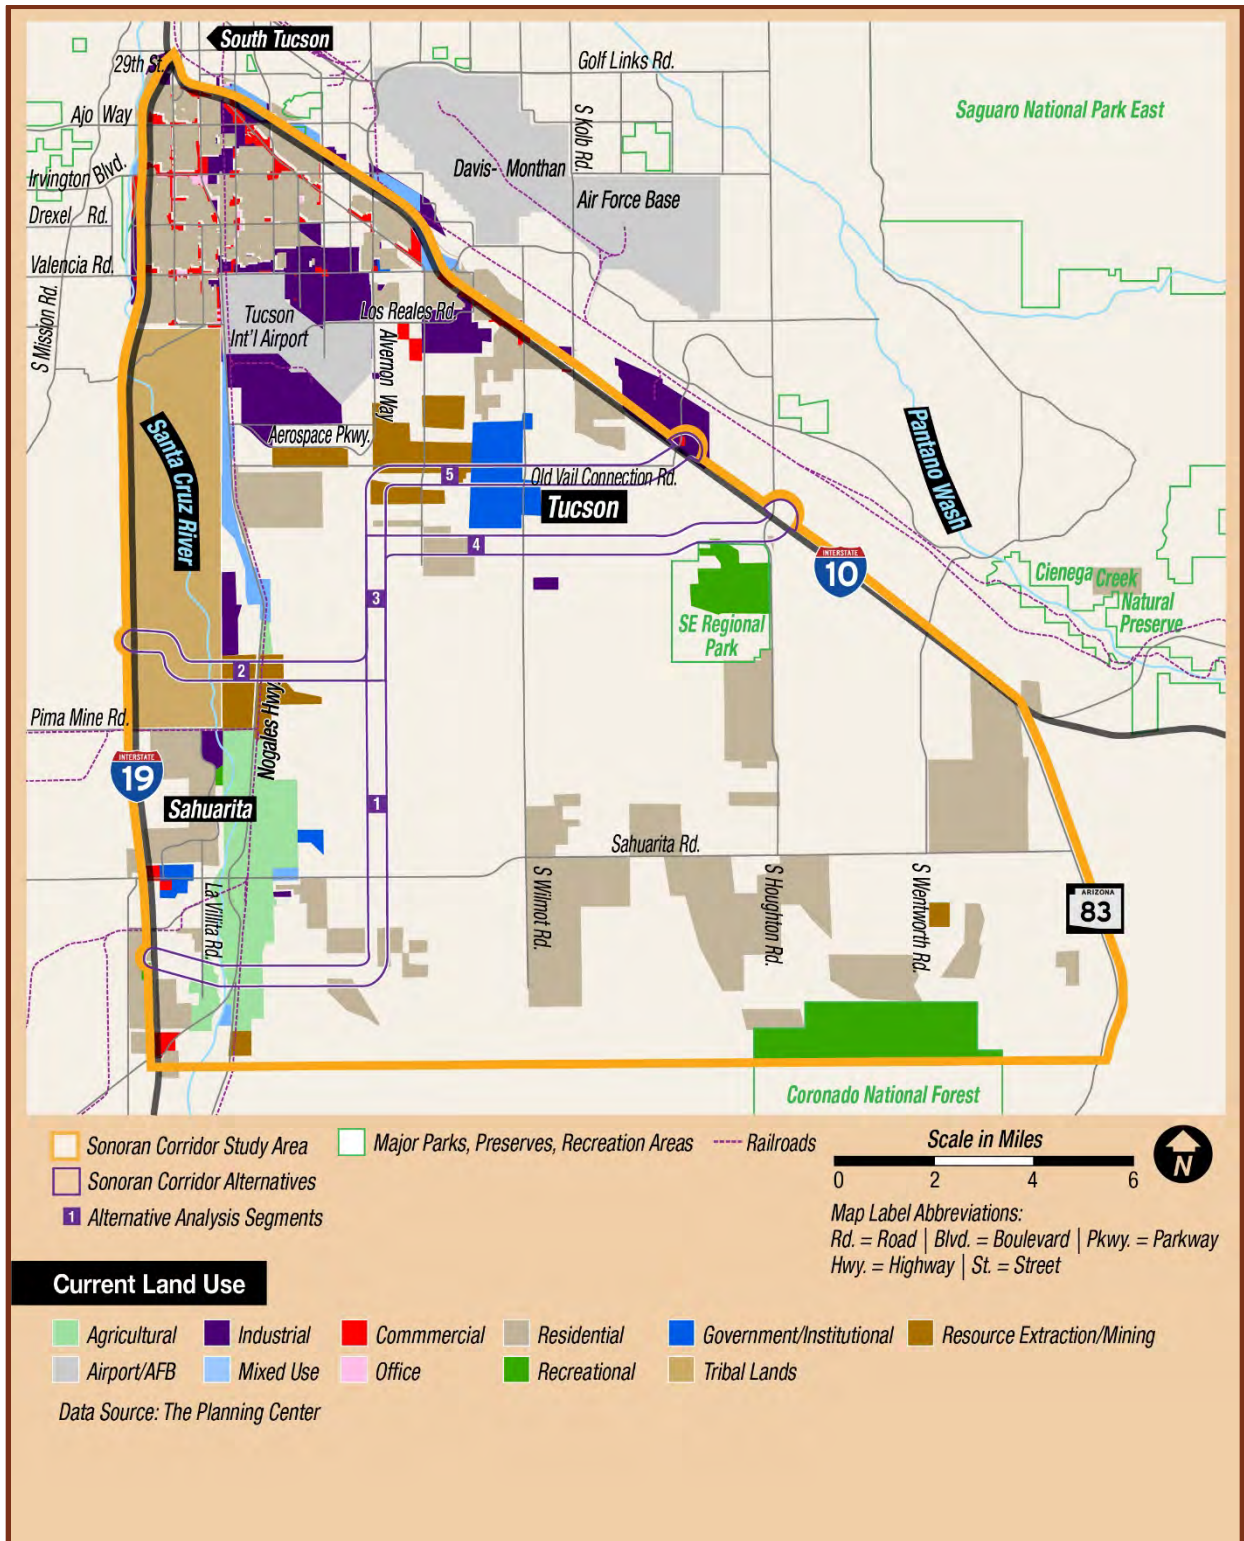 South Tucson
29th St.
Golf Links Rd.
Ajo Way
S Kolb Rd.
Saguaro National Park East
Irvington Blvd.
Davis- Monthan
Air Force Base
Drexel Rd.
Valencia Rd.
S Mission Rd.
Tucson
Int'l Airport
Los Reales Rd.
Alvernon Way
Santa Cruz River
Aerospace Pkwy.
Pantano Wash
5
Old Vail Connection Rd.
Tucson
4
INTERSTATE
10
Cienega Creek
Natural
Preserve
3
SE Regional
Park
2
Nogales Hwy.
Pima Mine Rd.
INTERSTATE
19
1
Sahuarita
Sahuarita Rd.
La Villita Rd.
S Wilmot Rd.
S Houghton Rd.
S Wentworth Rd.
ARIZONA
83
Coronado National Forest
Sonoran Corridor Study Area
Major Parks, Preserves, Recreation Areas
Railroads
Scale in Miles
0 2 4 6
N
Sonoran Corridor Alternatives
1 Alternative Analysis Segments
Map Label Abbreviations:
Rd. = Road | Blvd. = Boulevard | Pkwy. = Parkway
Hwy. = Highway | St. = Street
Current Land Use
Agricultural Industrial Commmercial Residential Government/Institutional Resource Extraction/Mining
Airport/AFB Mixed Use Office Recreational Tribal Lands
Data Source: The Planning Center